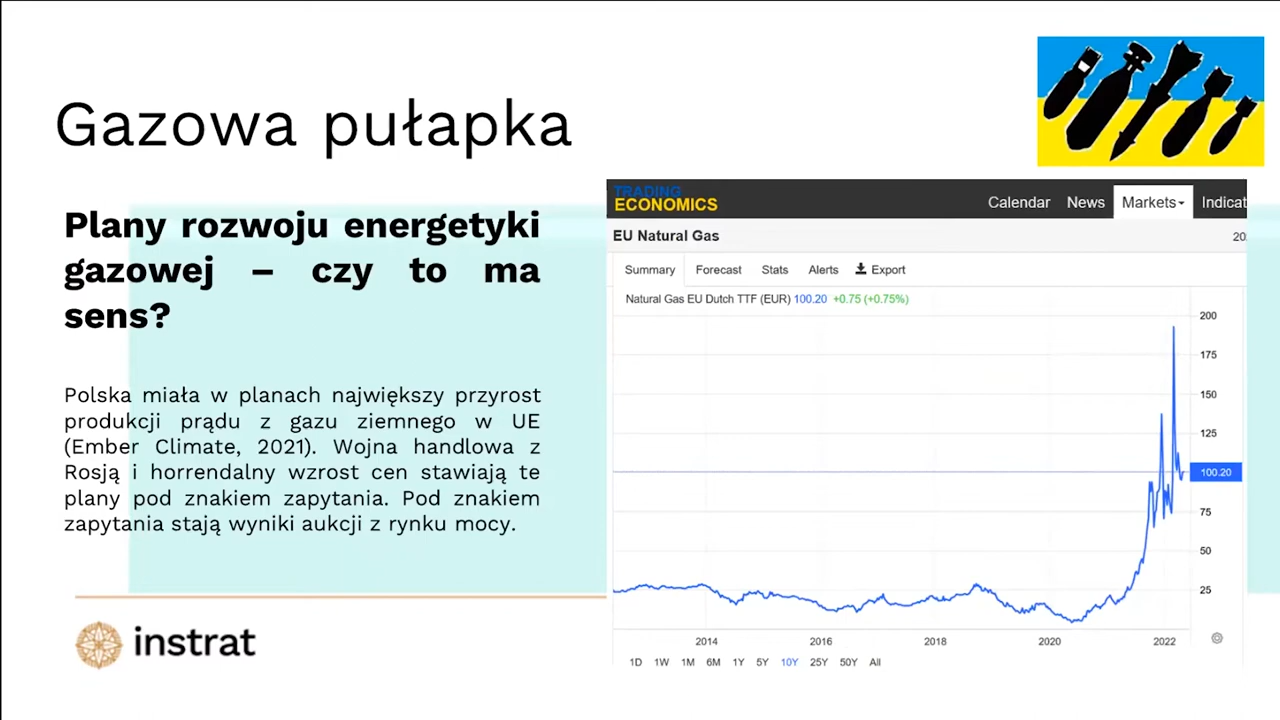 Gazowa pułapka
Plany rozwoju energetyki
gazowej – czy to ma
sens?
Polska miała w planach największy przyrost
produkcji prądu z gazu ziemnego w UE
(Ember Climate, 2021). Wojna handlowa z
Rosją i horrendalny wzrost cen stawiają te
plany pod znakiem zapytania. Pod znakiem
zapytania stają wyniki aukcji z rynku mocy.
instrat
TRADING
ECONOMICS
Calendar News Markets Indicat
EU Natural Gas 20
Summary Forecast Stats Alerts Export
Natural Gas EU Dutch TTF (EUR) 100.20 +0.75 (+0.75%)
200
175
150
125
100.20
75
50
25
2014 2016 2018 2020 2022
1D 1W 1M 6M 1Y 5Y 10Y 25Y 50Y All